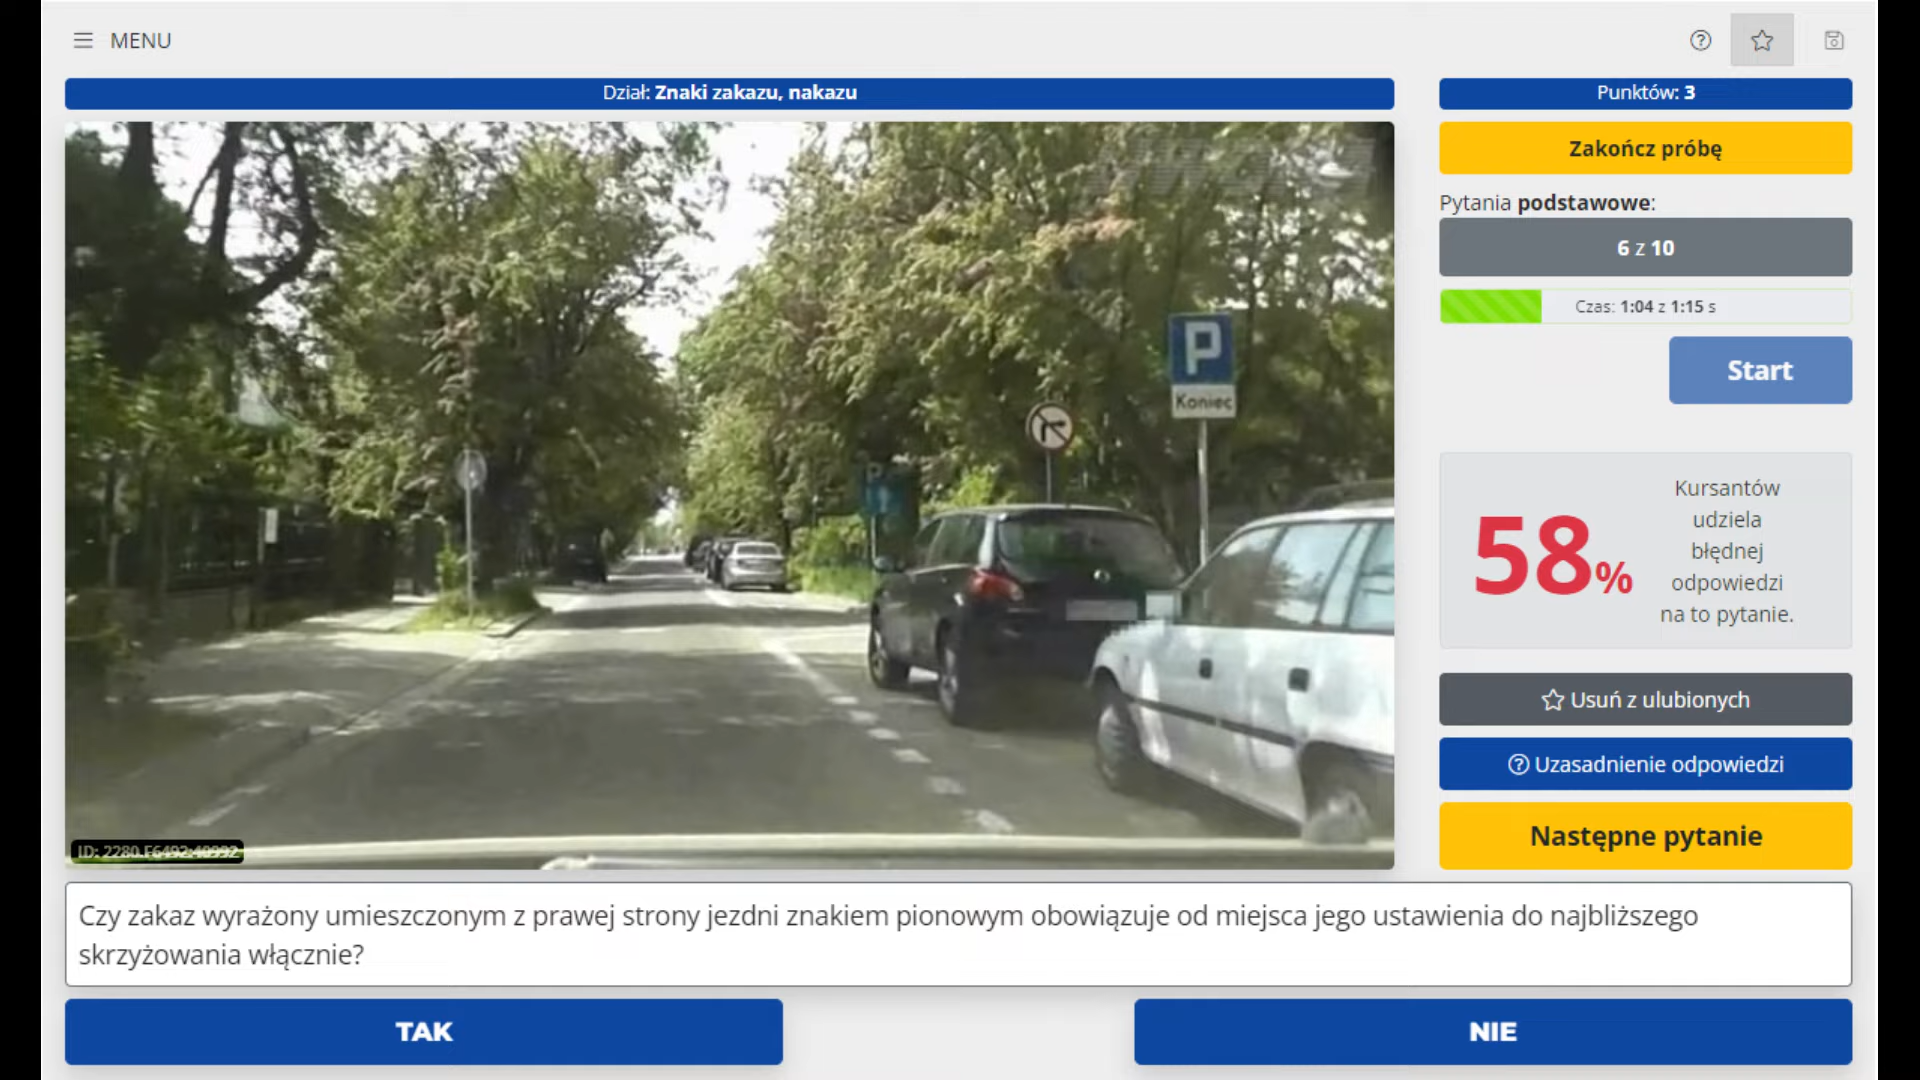 MENU
Dział: Znaki zakazu, nakazu
Punktów: 3
Zakończ próbę
Pytania podstawowe:
6 z 10
Czas: 1:04 z 1:15 s
Start
P
Koniec
P
58%
Kursantów
udziela
błędnej
odpowiedzi
na to pytanie.
Usuń z ulubionych
Uzasadnienie odpowiedzi
Następne pytanie
Czy zakaz wyrażony umieszczonym z prawej strony jezdni znakiem pionowym obowiązuje od miejsca jego ustawienia do najbliższego
skrzyżowania włącznie?
TAK
NIE